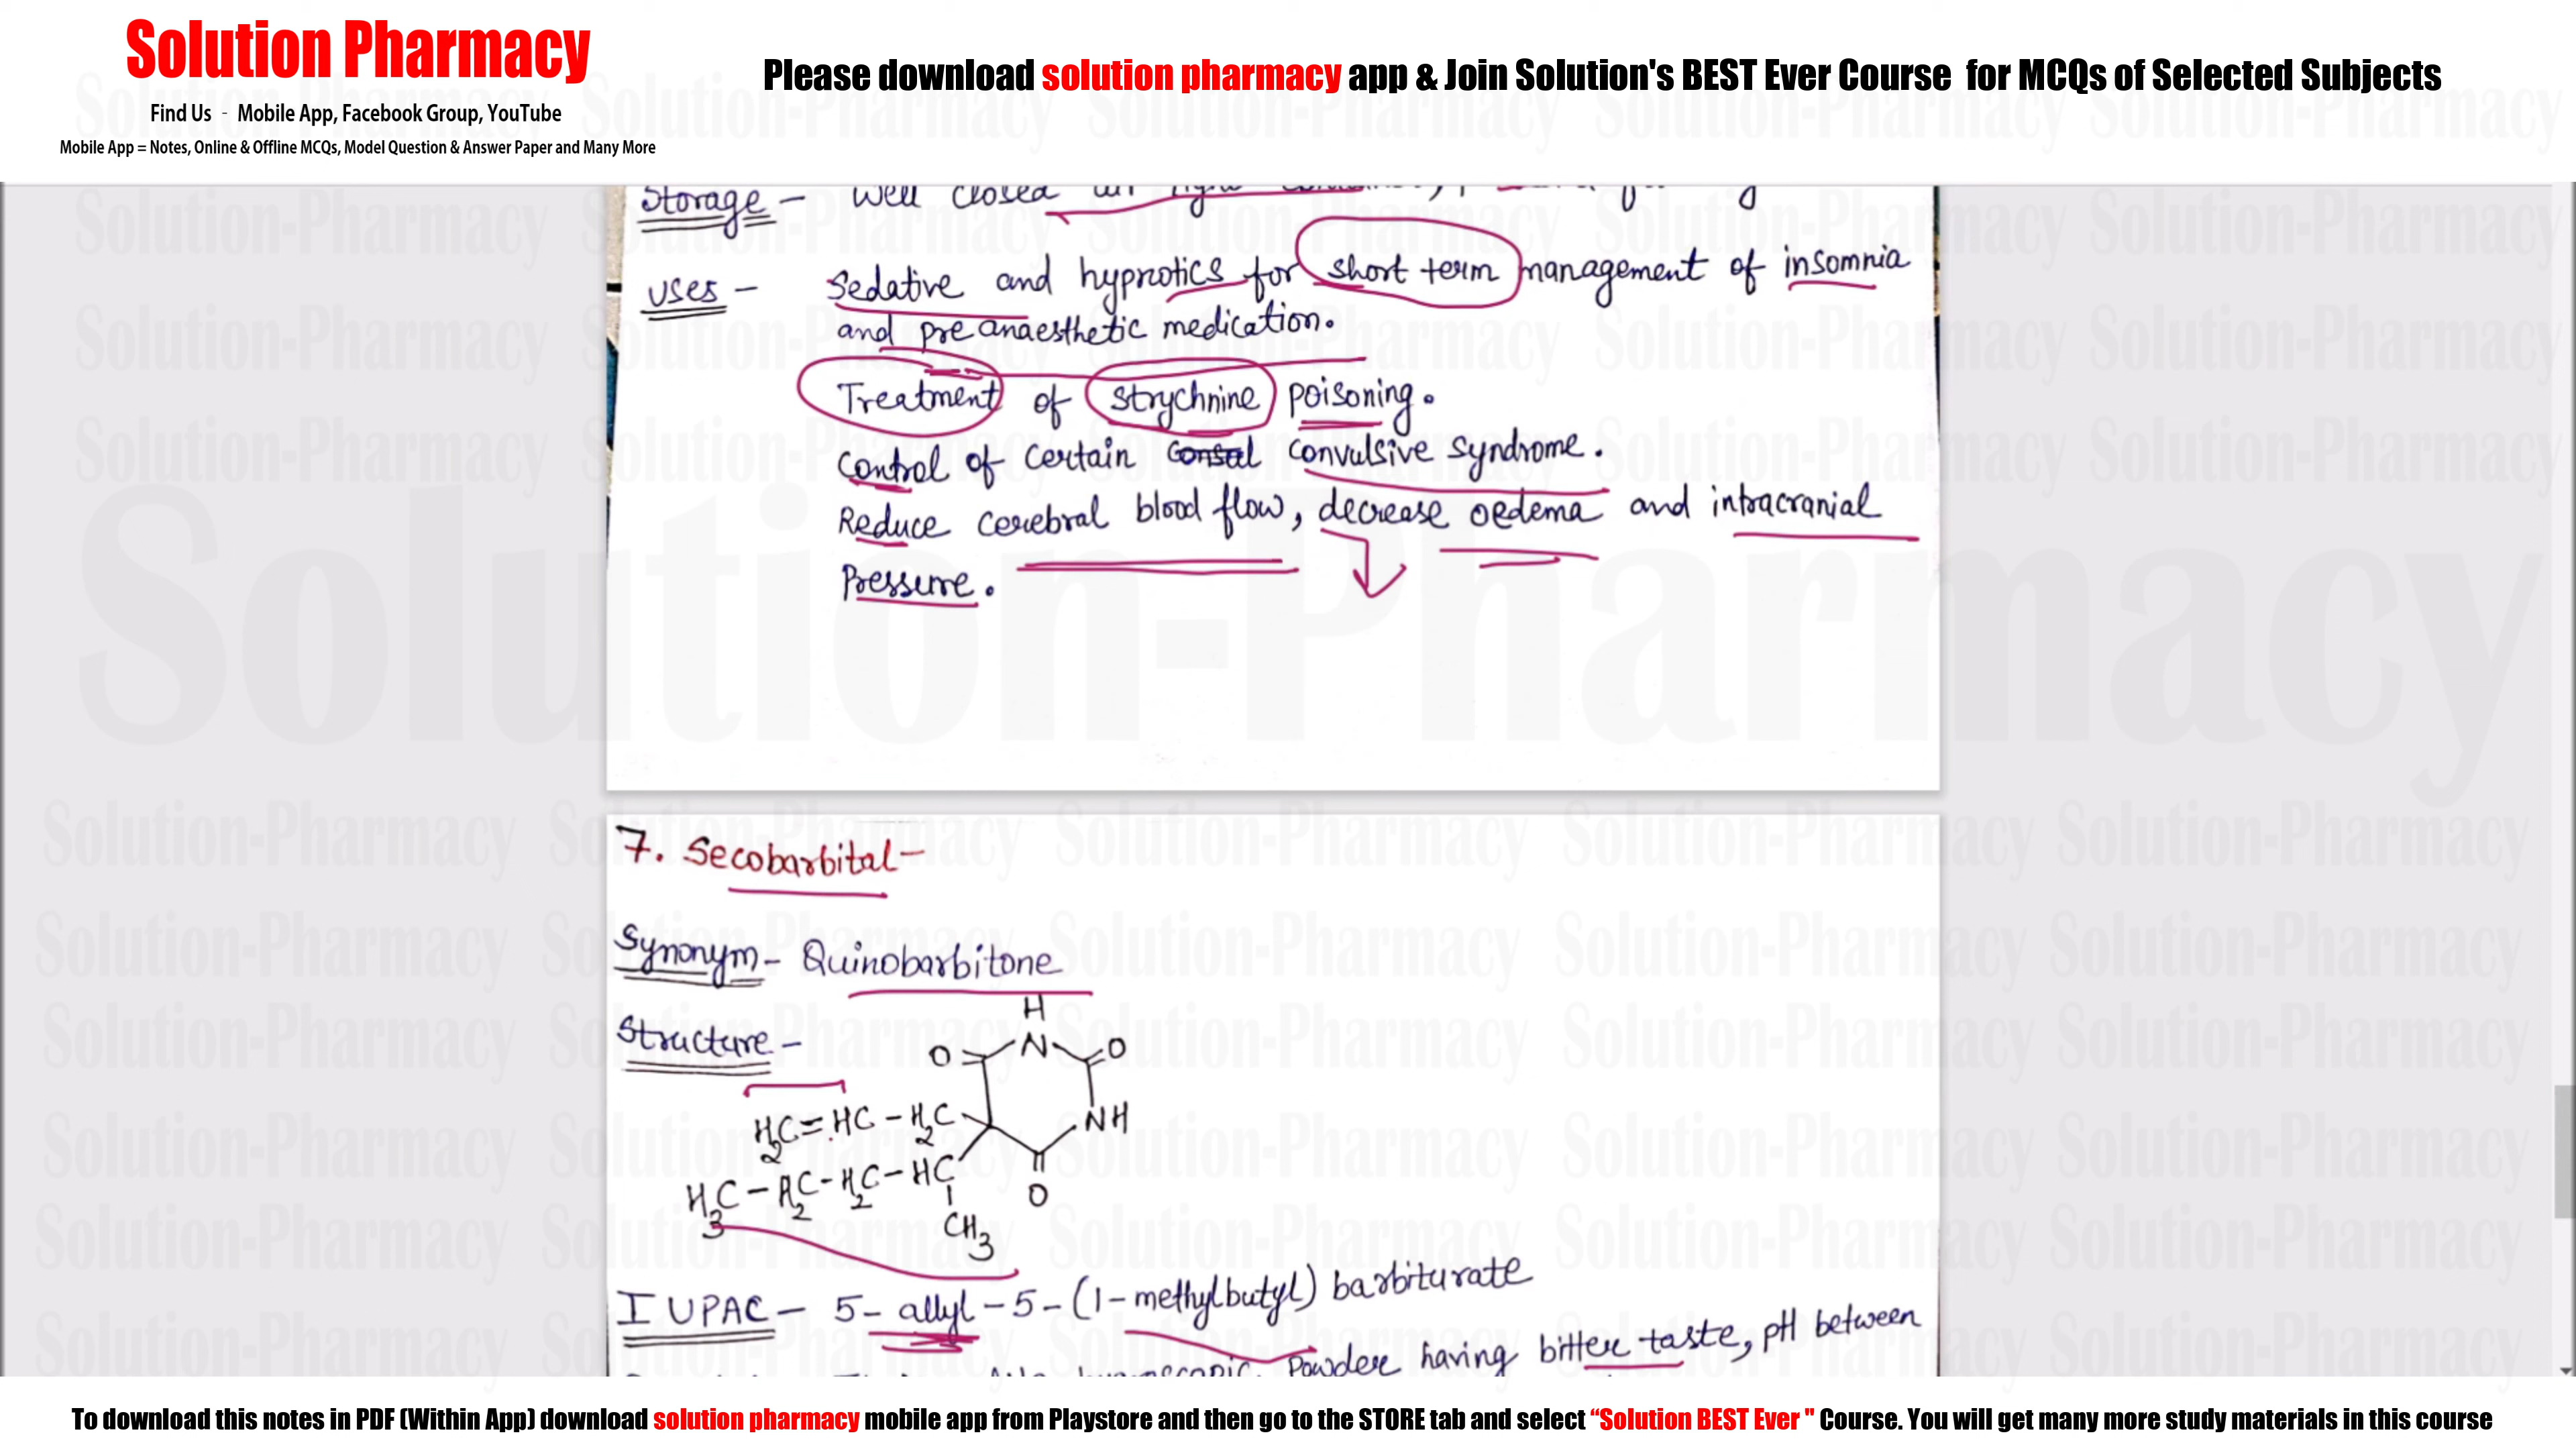 Solution Pharmacy
Find Us - Mobile App, Facebook Group, YouTube
Mobile App = Notes, Online & Offline MCQs, Model Question & Answer Paper and Many More
Please download solution pharmacy app & Join Solution's BEST Ever Course for MCQs of Selected Subjects
Storage - Well closed
Uses - Sedative and hypnotics for short term management of insomnia
and pre anaesthetic medication.
Treatment of strychnine poisoning.
Control of certain convulsive syndrome.
Reduce cerebral blood flow, decrease oedema and intracranial
Pressure.
7. Secobarbital-
Synonym - Quinobarbitone
Structure -
H
O N O
H2C=HC-H2C NH
H3C-H2C-H2C-HC O
CH3
IUPAC - 5-allyl-5-(1-methylbutyl) barbiturate
Powder having bitter taste, pH between
To download this notes in PDF (Within App) download solution pharmacy mobile app from Playstore and then go to the STORE tab and select “Solution BEST Ever " Course. You will get many more study materials in this course
Solution-Pharmacy